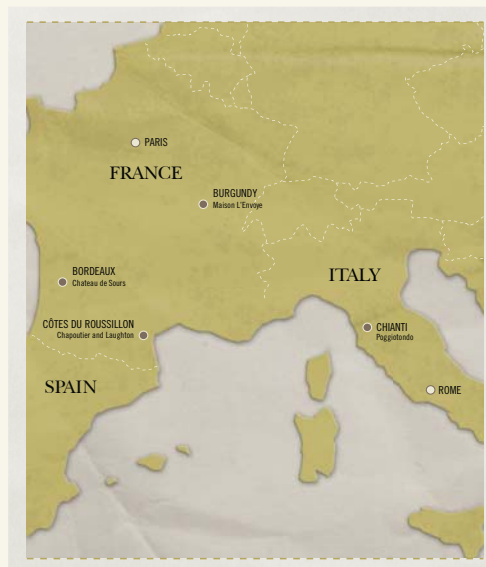 PARIS
FRANCE
BURGUNDY
Maison L'Envoye
BORDEAUX
Chateau de Sours
ITALY
CÔTES DU ROUSSILLON
Chapoutier and Laughton
CHIANTI
Poggiotondo
SPAIN
ROME